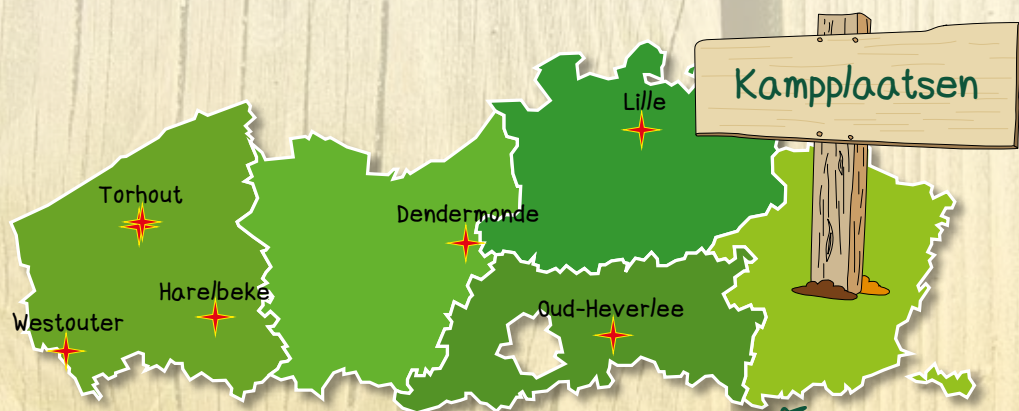 Kampplaatsen
Lille
Torhout
Dendermonde
Harelbeke
Oud-Heverlee
Westouter